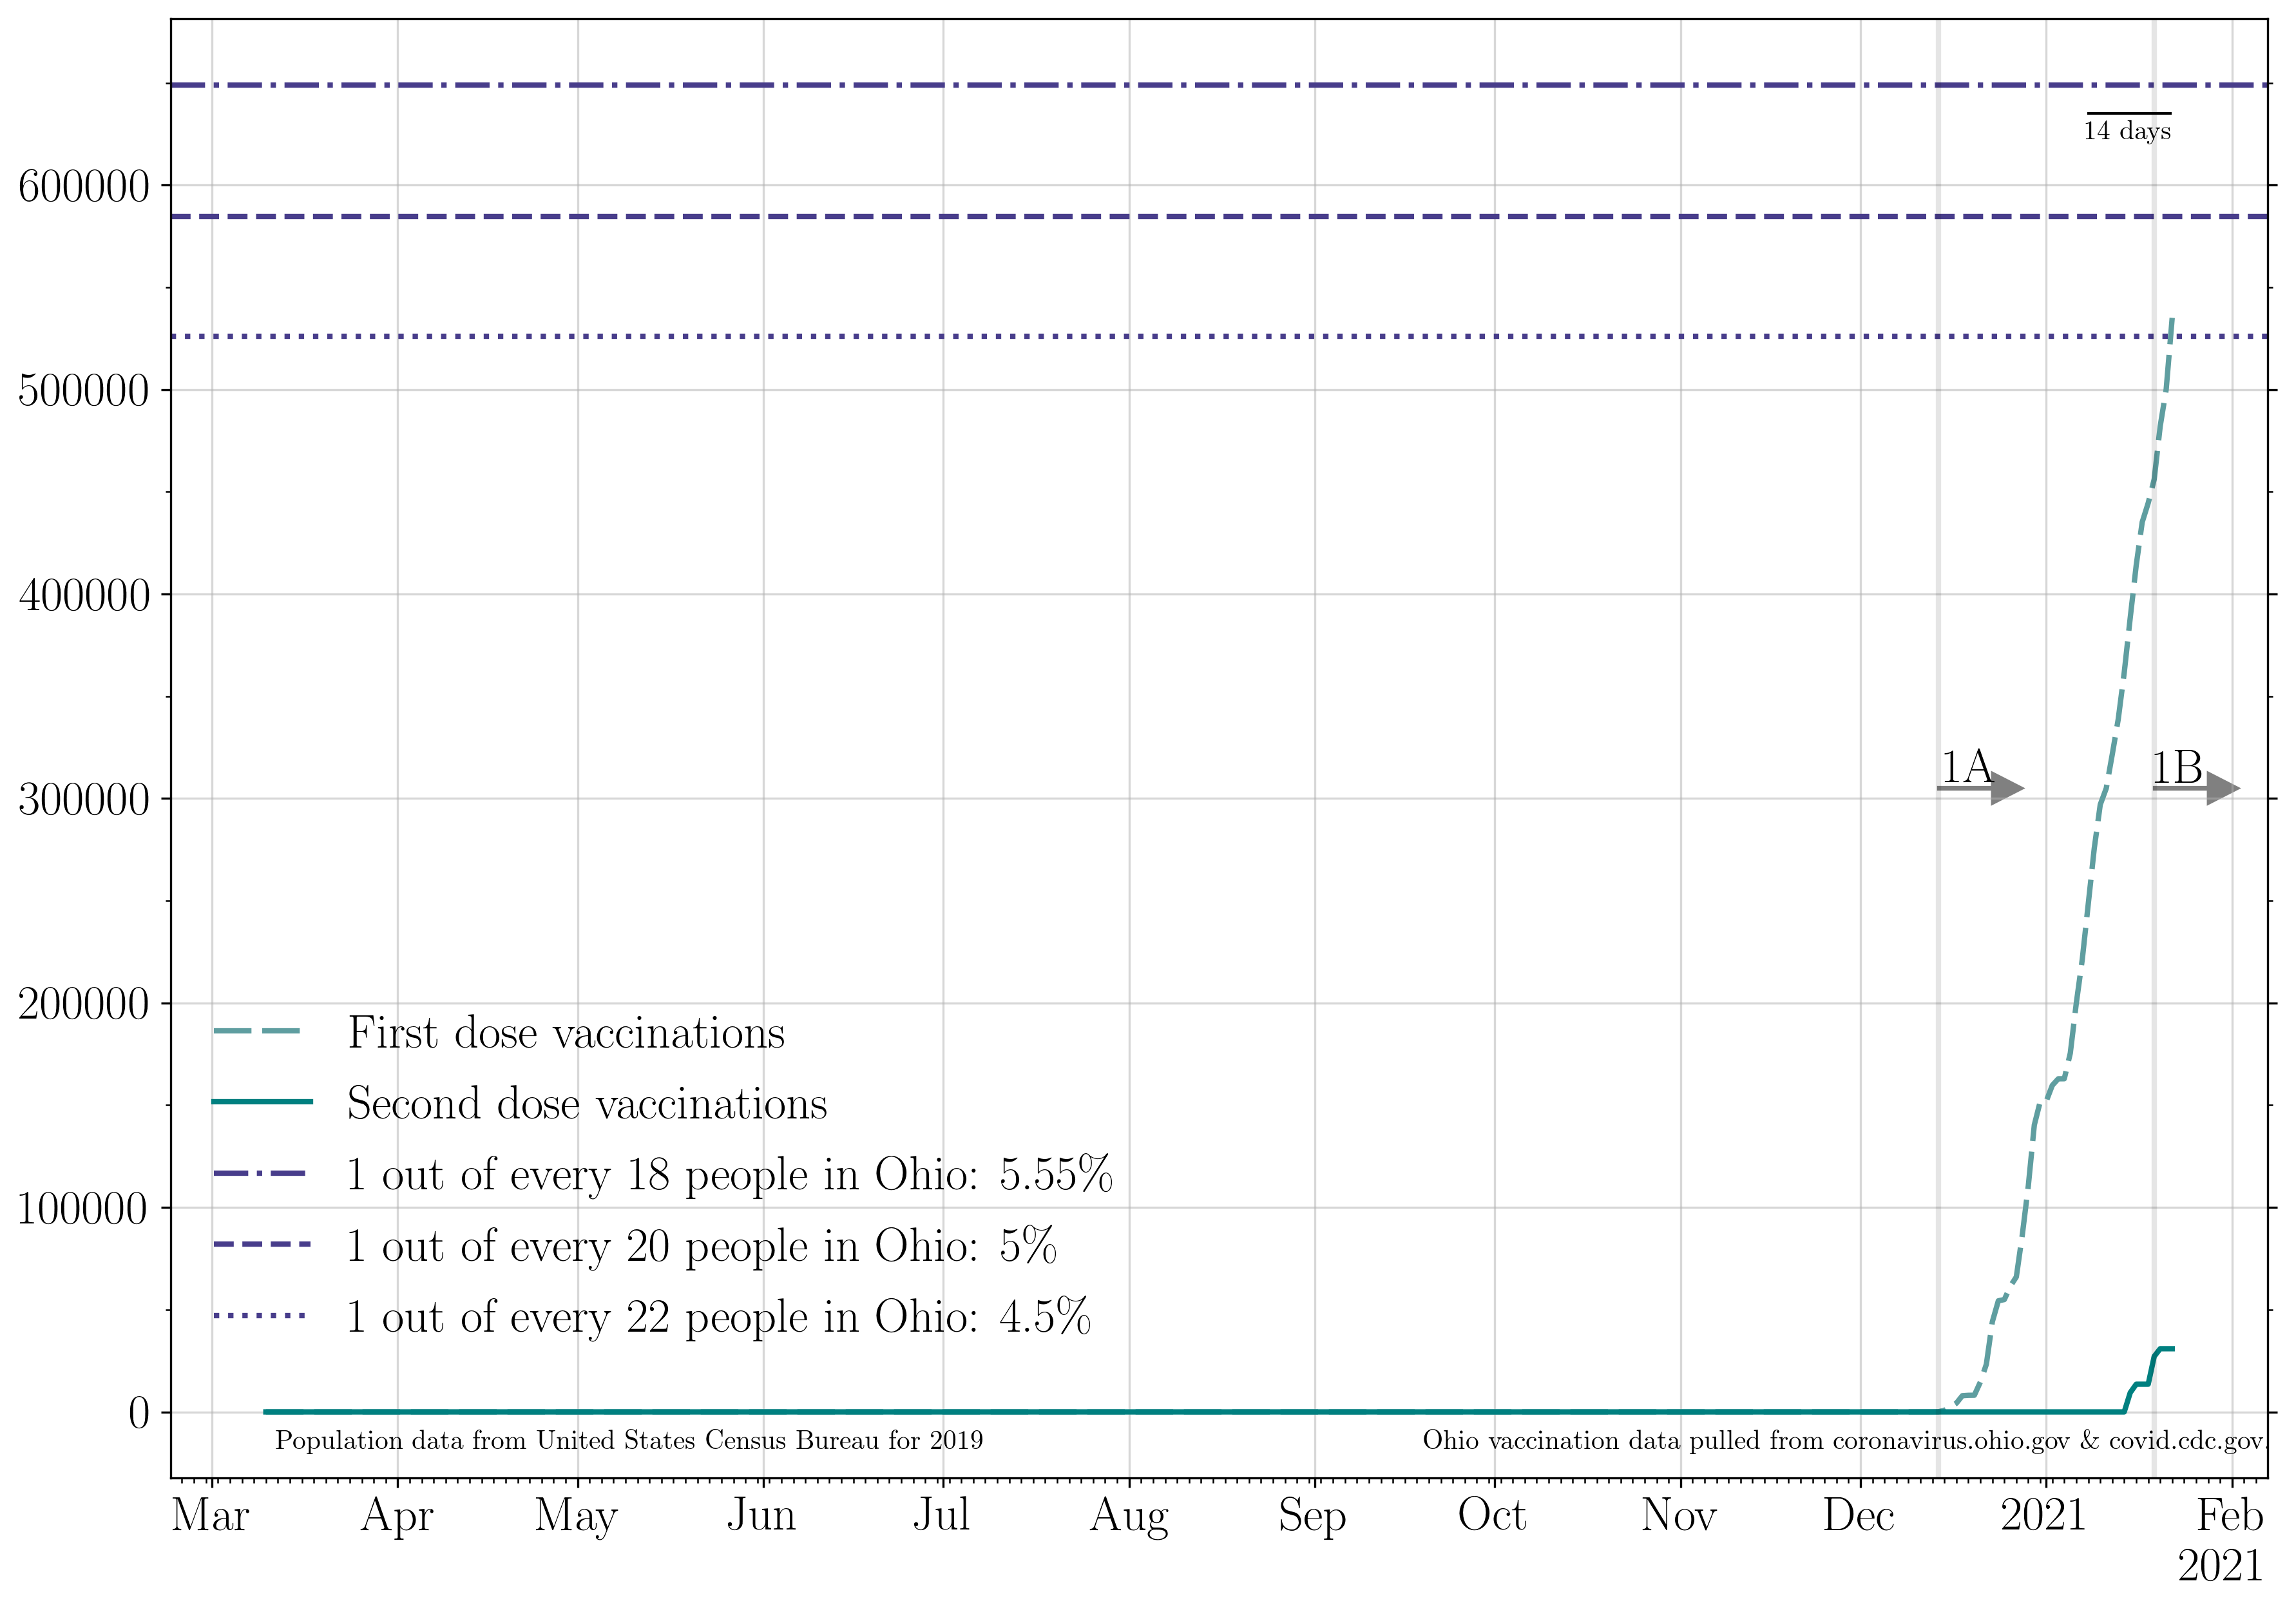 14 days
600000
500000
400000
1A
1B
300000
200000
First dose vaccinations
Second dose vaccinations
1 out of every 18 people in Ohio: 5.55%
100000
1 out of every 20 people in Ohio: 5%
1 out of every 22 people in Ohio: 4.5%
0
Population data from United States Census Bureau for 2019
Ohio vaccination data pulled from coronavirus.ohio.gov & covid.cdc.gov.
Mar Apr May Jun Jul Aug Sep Oct Nov Dec 2021 Feb
2021